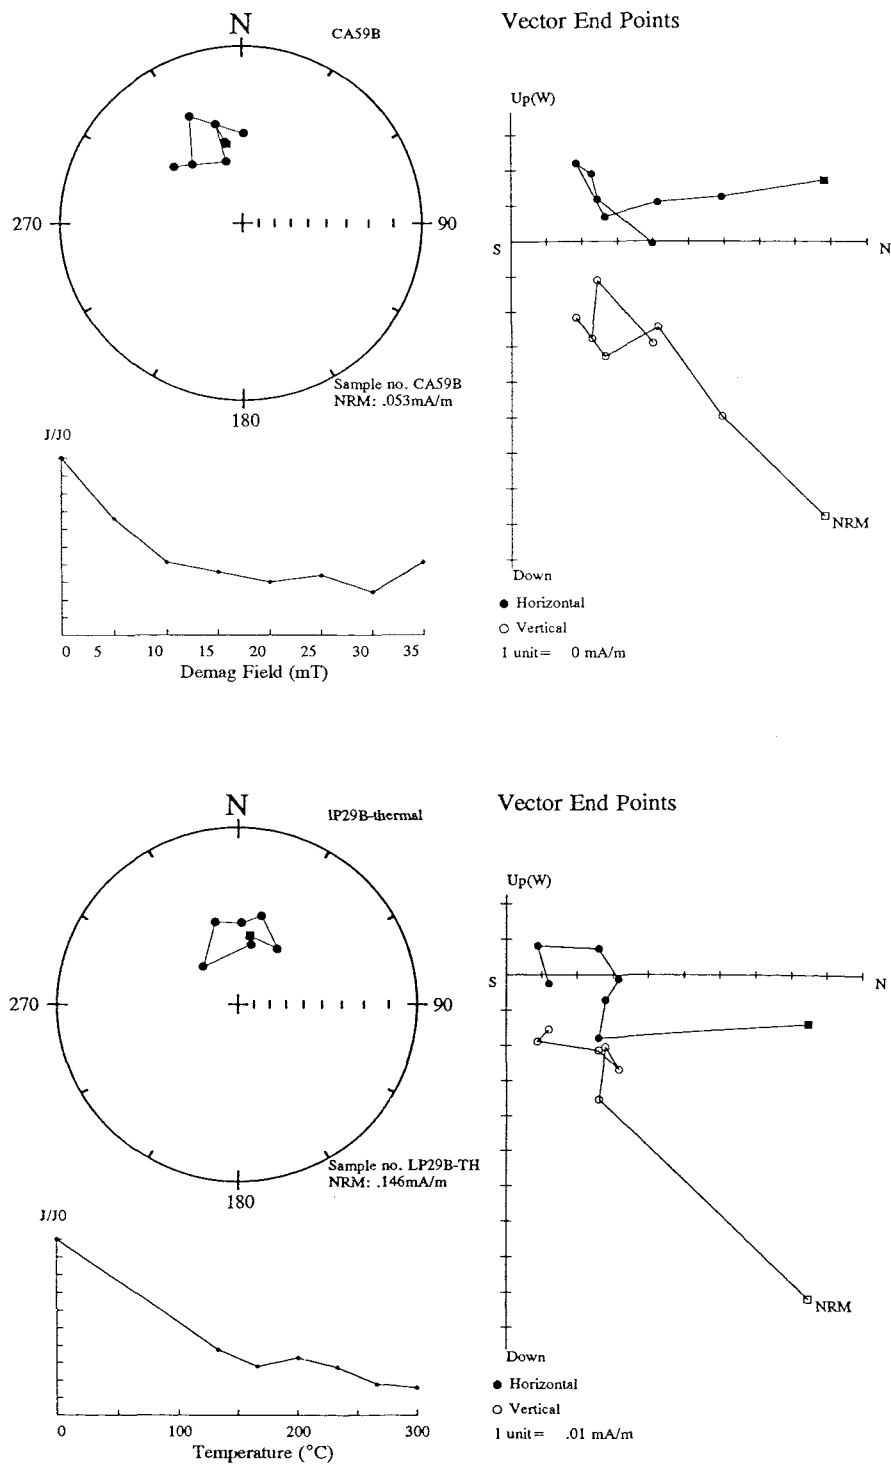 N
CA59B
270
90
180
Sample no. CA59B
NRM: .053mA/m
J/J0
0 5 10 15 20 25 30 35
Demag Field (mT)
Vector End Points
Up(W)
S
N
NRM
Down
Horizontal
Vertical
1 unit= 0 mA/m
N
lP29B-thermal
270
90
180
Sample no. LP29B-TH
NRM: .146mA/m
J/J0
0 100 200 300
Temperature (°C)
Vector End Points
Up(W)
S
N
NRM
Down
Horizontal
Vertical
1 unit= .01 mA/m